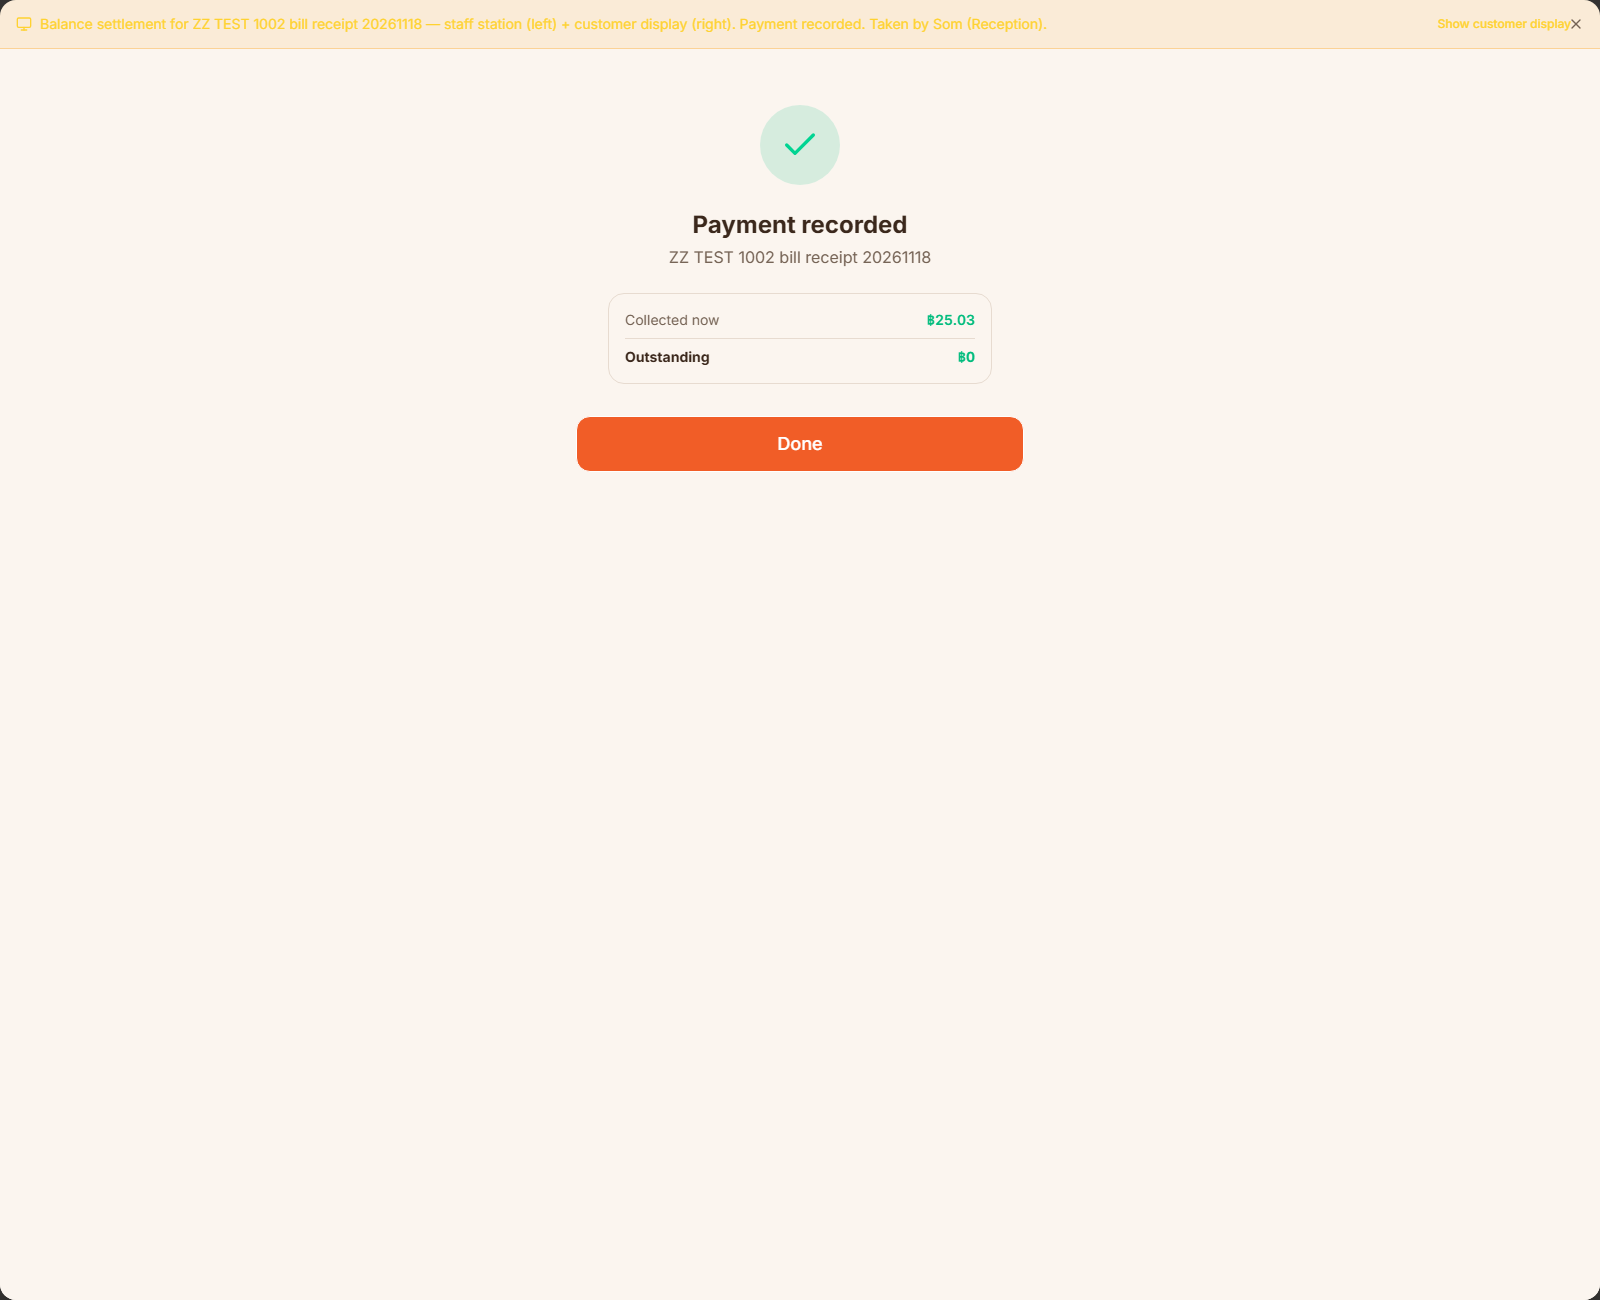 Balance settlement for ZZ TEST 1002 bill receipt 20261118 — staff station (left) + customer display (right). Payment recorded. Taken by Som (Reception).
Show customer display
Payment recorded
ZZ TEST 1002 bill receipt 20261118
Collected now ฿25.03
Outstanding ฿0
Done